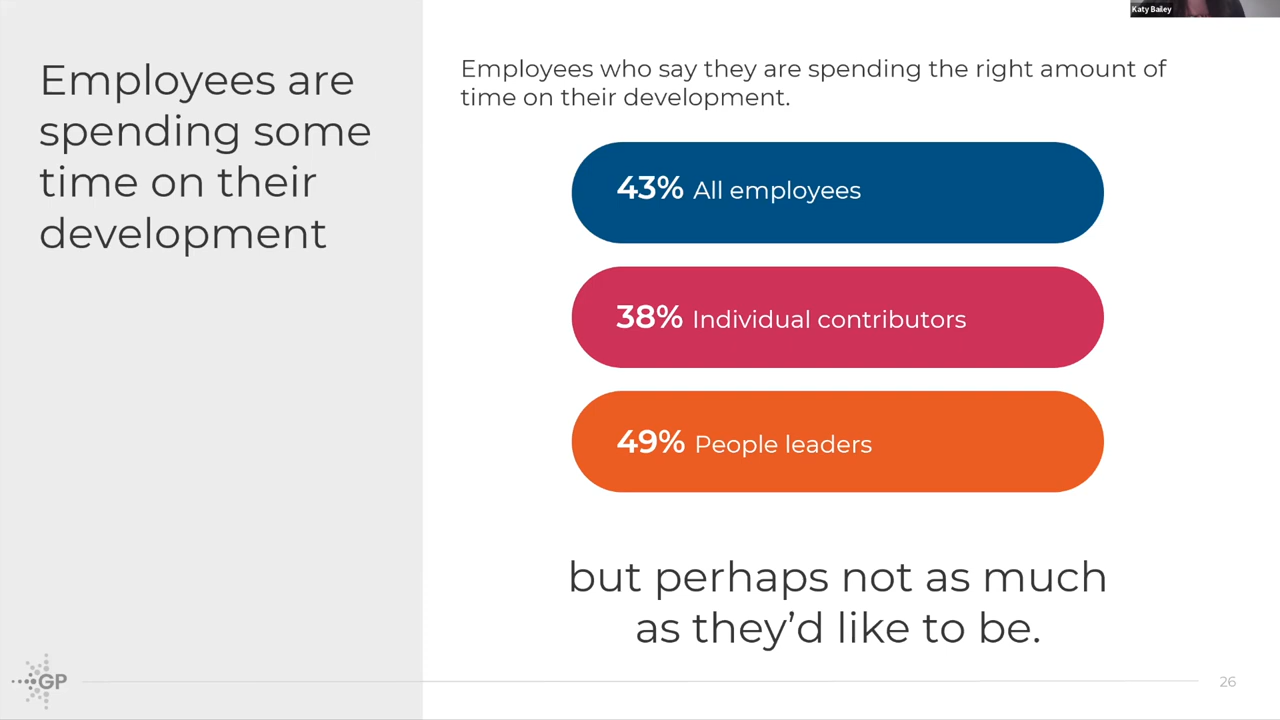 Katy Bailey
Employees are
spending some
time on their
development
Employees who say they are spending the right amount of
time on their development.
43% All employees
38% Individual contributors
49% People leaders
but perhaps not as much
as they’d like to be.
GP
26